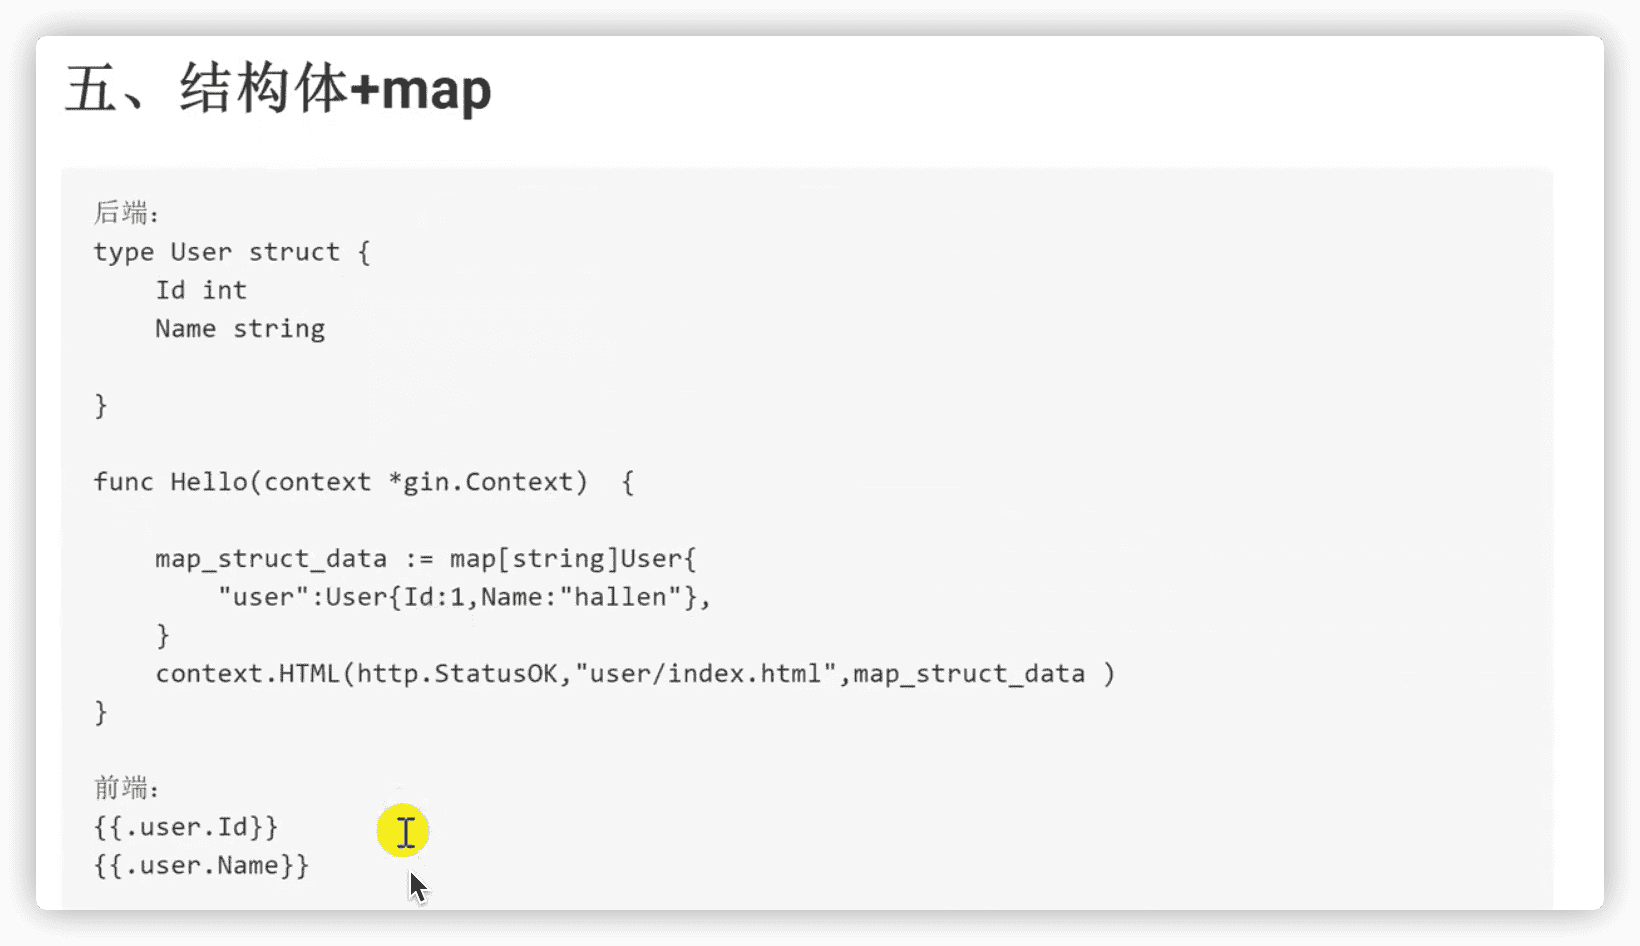 五、结构体+map
后端:
type User struct {
    Id int
    Name string
}
func Hello(context *gin.Context)  {
    map_struct_data := map[string]User{
        "user":User{Id:1,Name:"hallen"},
    }
    context.HTML(http.StatusOK,"user/index.html",map_struct_data )
}
前端:
{{.user.Id}}
{{.user.Name}}